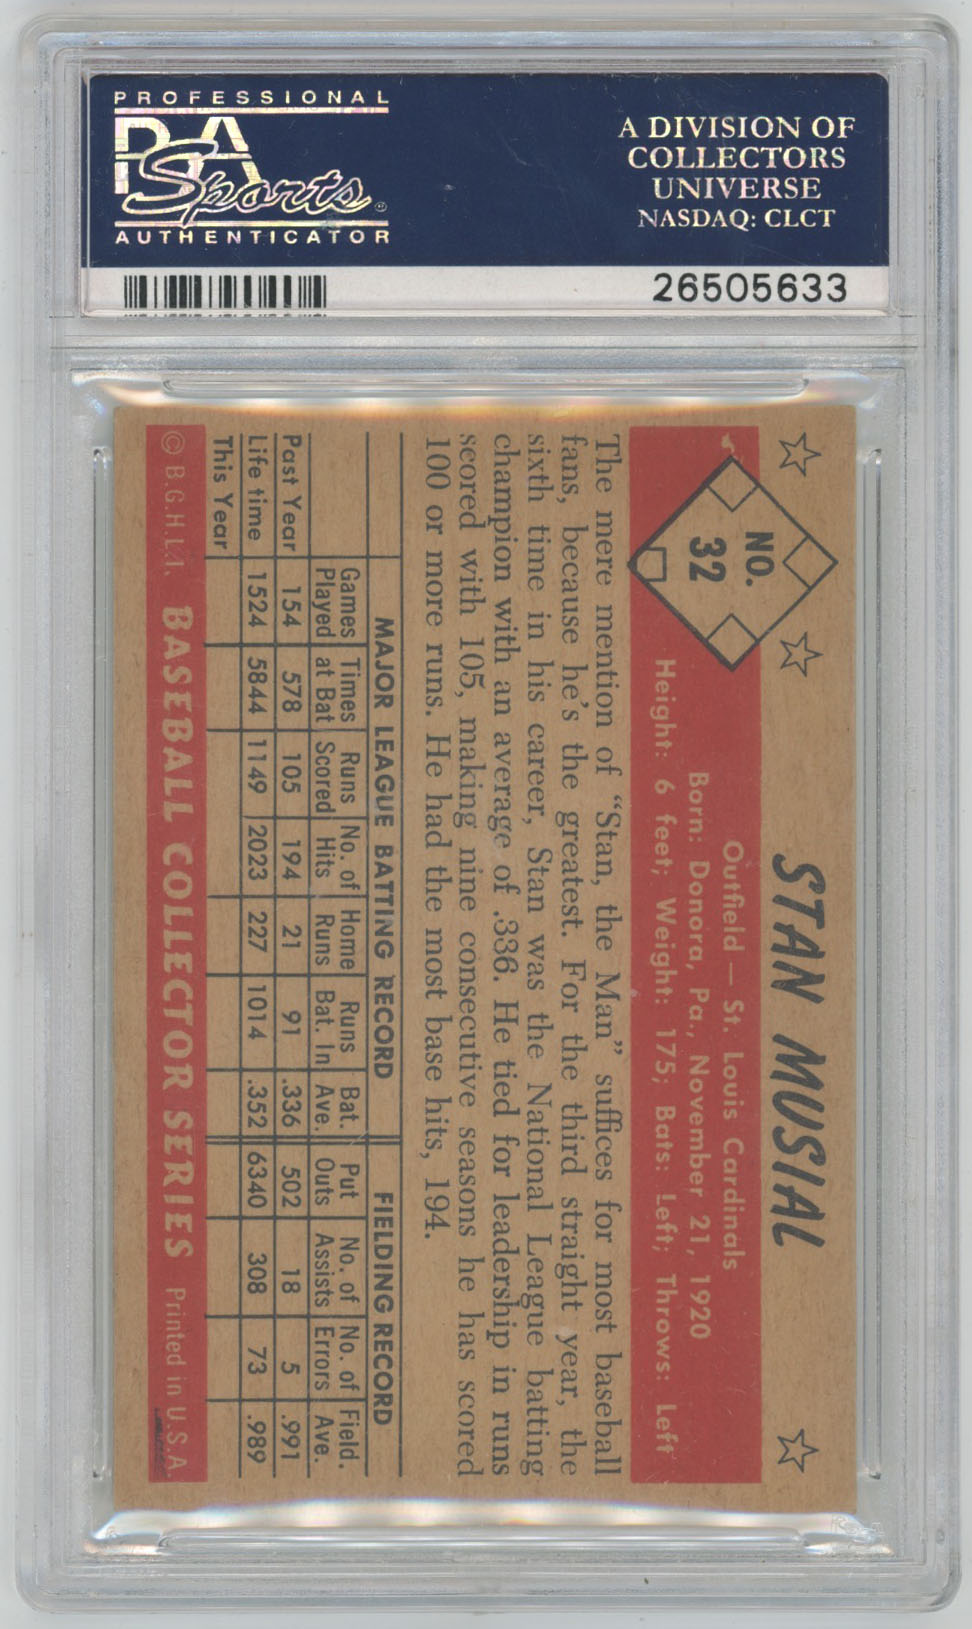 PROFESSIONAL
PSA
Sports
AUTHENTICATOR
A DIVISION OF
COLLECTORS
UNIVERSE
NASDAQ: CLCT
26505633
NO.
32
STAN MUSIAL
Outfield — St. Louis Cardinals
Born: Donora, Pa., November 21, 1920
Height: 6 feet; Weight: 175; Bats: Left; Throws: Left
The mere mention of “Stan, the Man” suffices for most baseball
fans, because he’s the greatest. For the third straight year, the
sixth time in his career, Stan was the National League batting
champion with an average of .336. He tied for leadership in runs
scored with 105, making nine consecutive seasons he has scored
100 or more runs. He had the most base hits, 194.
MAJOR LEAGUE BATTING RECORD FIELDING RECORD
Games Times Runs No. of Home Runs Bat. Put No. of No. of Field.
Played at Bat Scored Hits Runs Bat. In Ave. Outs Assists Errors Ave.
Past Year 154 578 105 194 21 91 .336 502 18 5 .991
Life time 1524 5844 1149 2023 227 1014 .352 6340 308 73 .989
This Year
© B.G.H.L.I. BASEBALL COLLECTOR SERIES Printed in U.S.A.